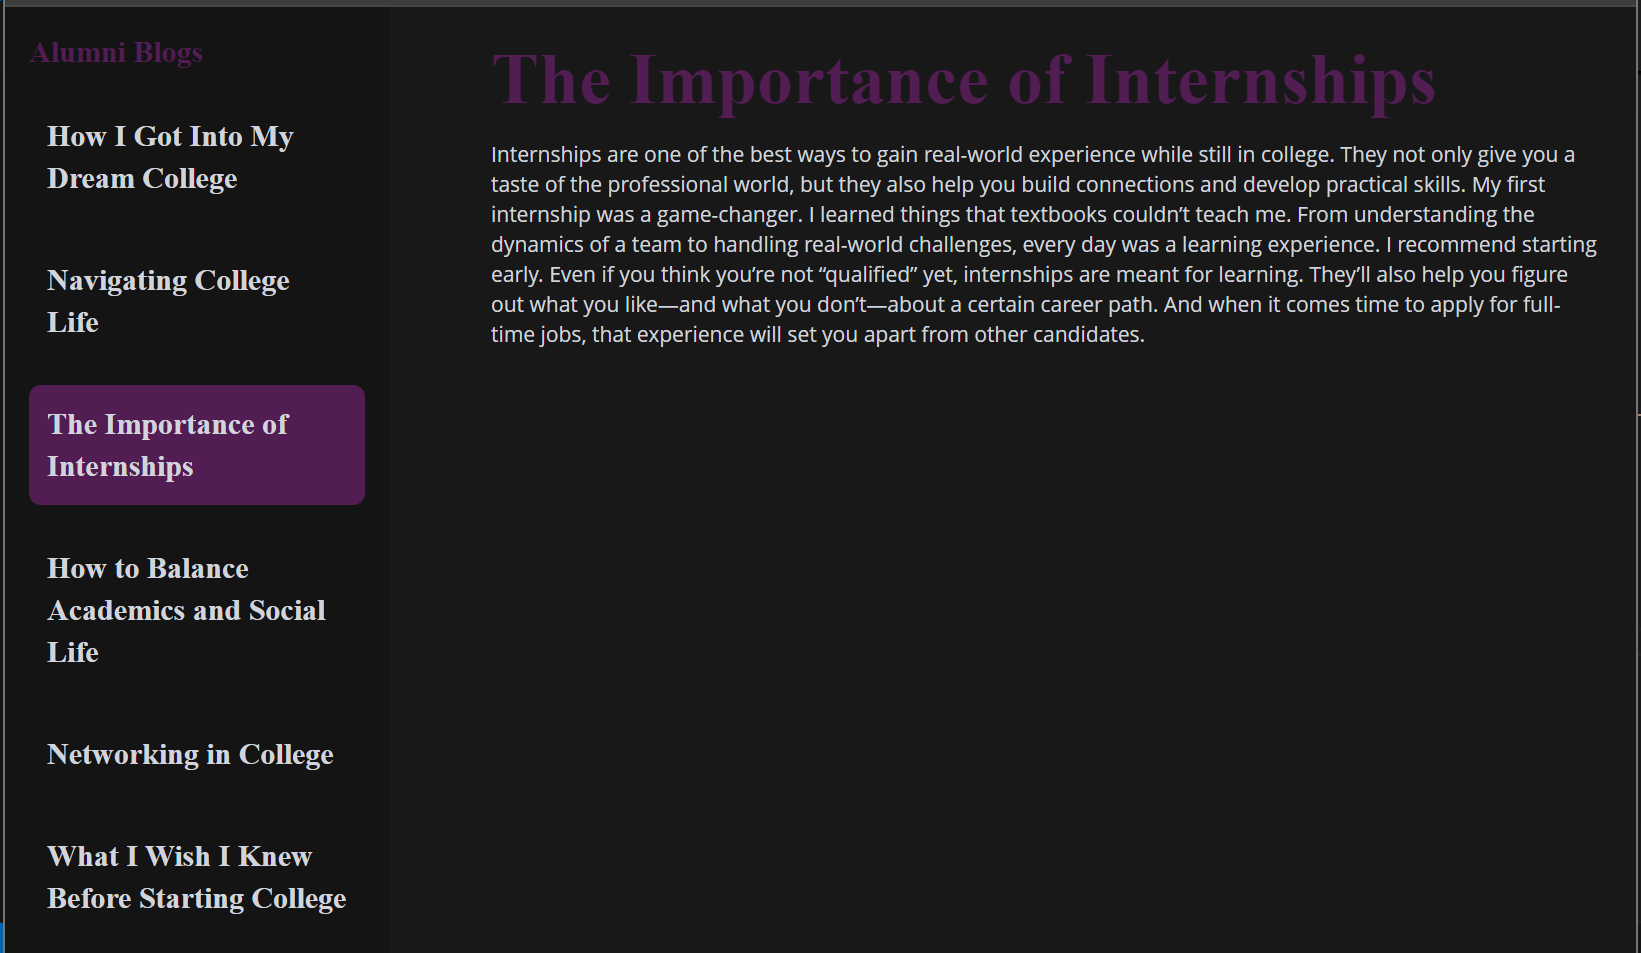 Alumni Blogs
How I Got Into My
Dream College
Navigating College
Life
The Importance of
Internships
How to Balance
Academics and Social
Life
Networking in College
What I Wish I Knew
Before Starting College
The Importance of Internships
Internships are one of the best ways to gain real-world experience while still in college. They not only give you a
taste of the professional world, but they also help you build connections and develop practical skills. My first
internship was a game-changer. I learned things that textbooks couldn’t teach me. From understanding the
dynamics of a team to handling real-world challenges, every day was a learning experience. I recommend starting
early. Even if you think you’re not “qualified” yet, internships are meant for learning. They’ll also help you figure
out what you like—and what you don’t—about a certain career path. And when it comes time to apply for full-
time jobs, that experience will set you apart from other candidates.